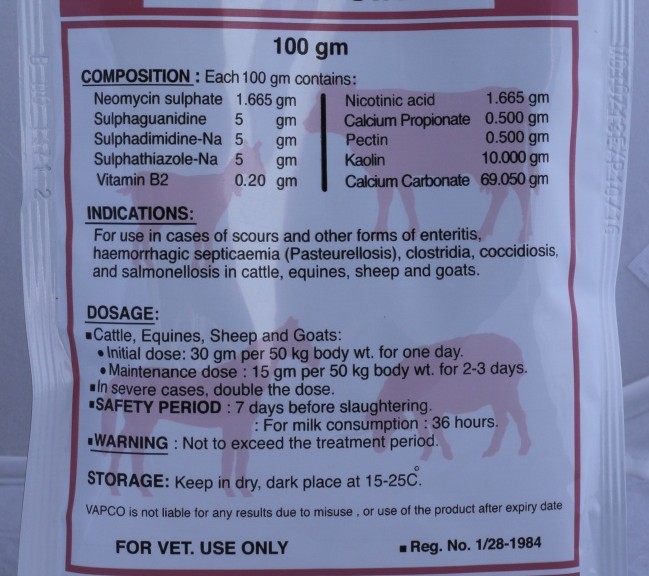 100 gm
COMPOSITION : Each 100 gm contains:
Neomycin sulphate 1.665 gm
Sulphaguanidine 5 gm
Sulphadimidine-Na 5 gm
Sulphathiazole-Na 5 gm
Vitamin B2 0.20 gm
Nicotinic acid 1.665 gm
Calcium Propionate 0.500 gm
Pectin 0.500 gm
Kaolin 10.000 gm
Calcium Carbonate 69.050 gm
INDICATIONS:
For use in cases of scours and other forms of enteritis,
haemorrhagic septicaemia (Pasteurellosis), clostridia, coccidiosis,
and salmonellosis in cattle, equines, sheep and goats.
DOSAGE:
▪Cattle, Equines, Sheep and Goats:
• Initial dose: 30 gm per 50 kg body wt. for one day.
• Maintenance dose : 15 gm per 50 kg body wt. for 2-3 days.
▪In severe cases, double the dose.
▪SAFETY PERIOD : 7 days before slaughtering.
: For milk consumption : 36 hours.
▪WARNING : Not to exceed the treatment period.
STORAGE: Keep in dry, dark place at 15-25C°.
VAPCO is not liable for any results due to misuse , or use of the product after expiry date
FOR VET. USE ONLY
▪ Reg. No. 1/28-1984